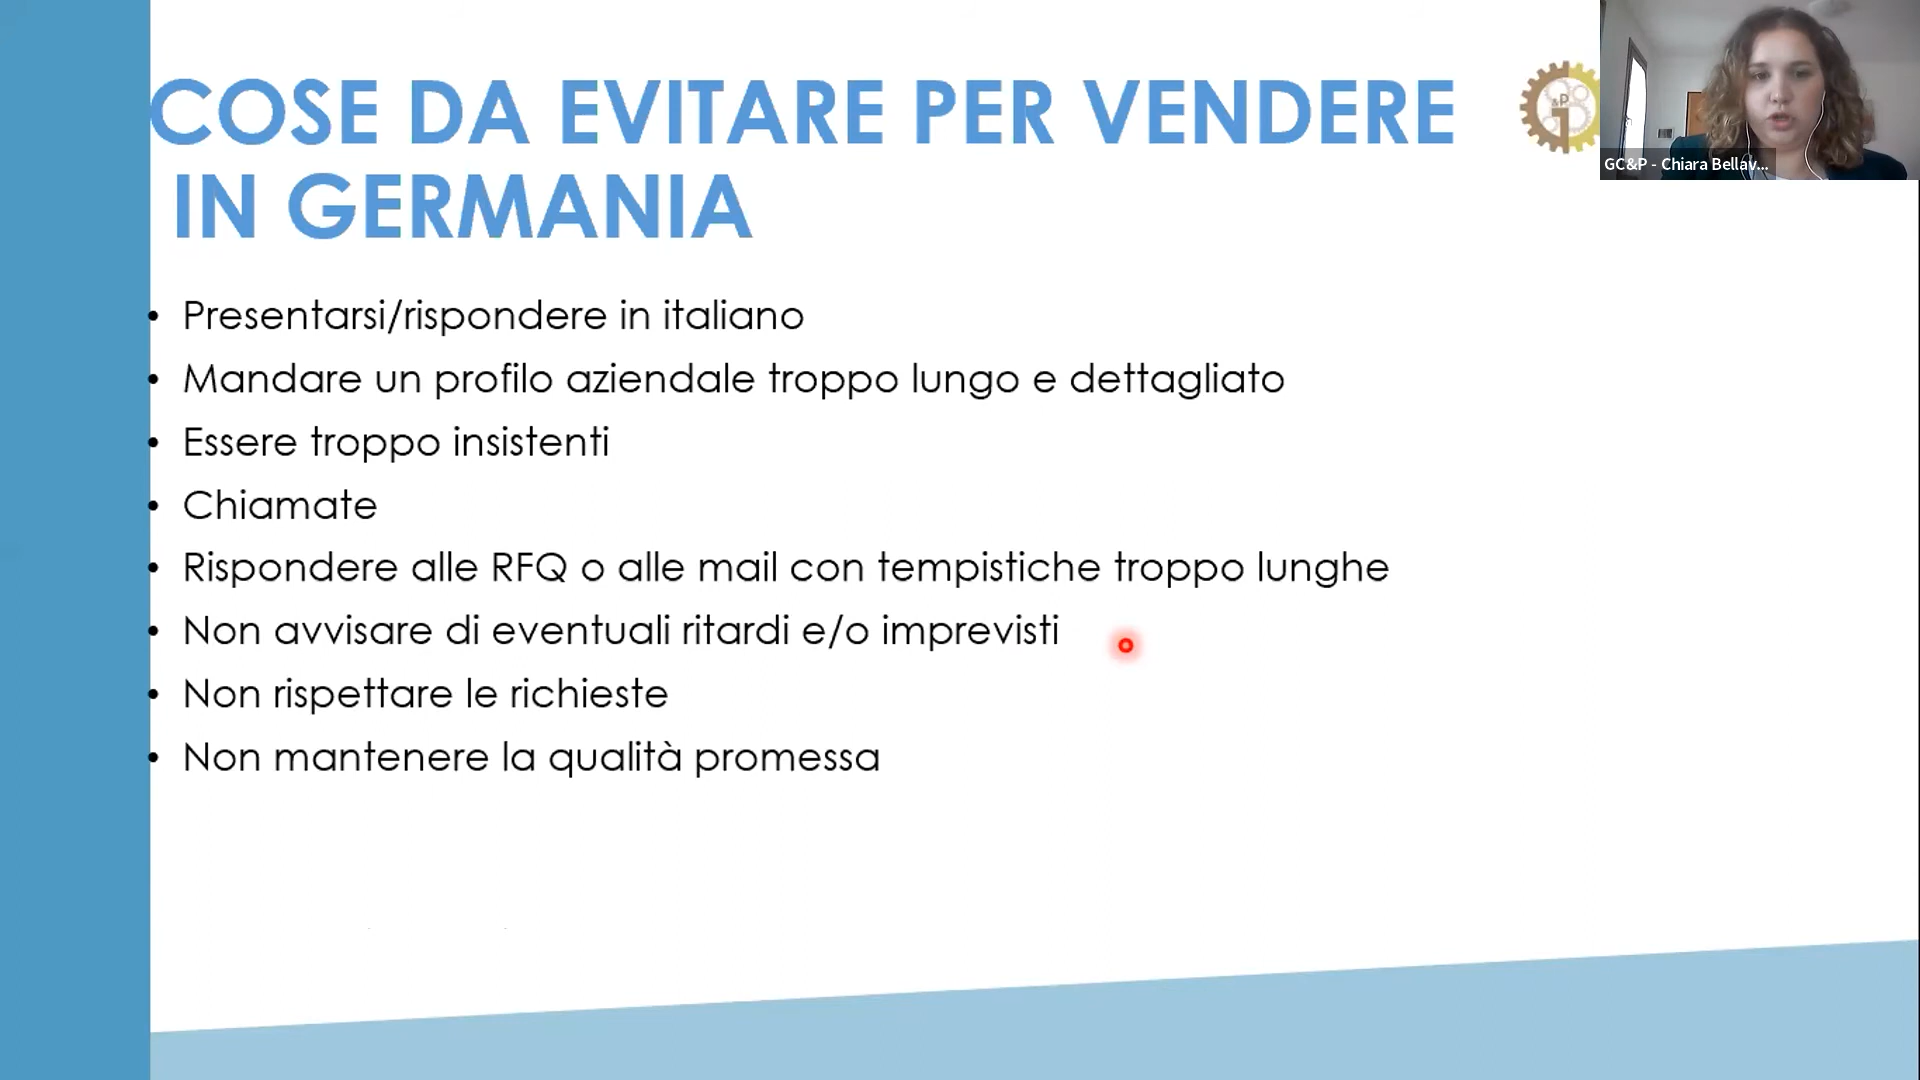 COSE DA EVITARE PER VENDERE
IN GERMANIA
&P
GC&P - Chiara Bellav...
• Presentarsi/rispondere in italiano
• Mandare un profilo aziendale troppo lungo e dettagliato
• Essere troppo insistenti
• Chiamate
• Rispondere alle RFQ o alle mail con tempistiche troppo lunghe
• Non avvisare di eventuali ritardi e/o imprevisti
• Non rispettare le richieste
• Non mantenere la qualità promessa